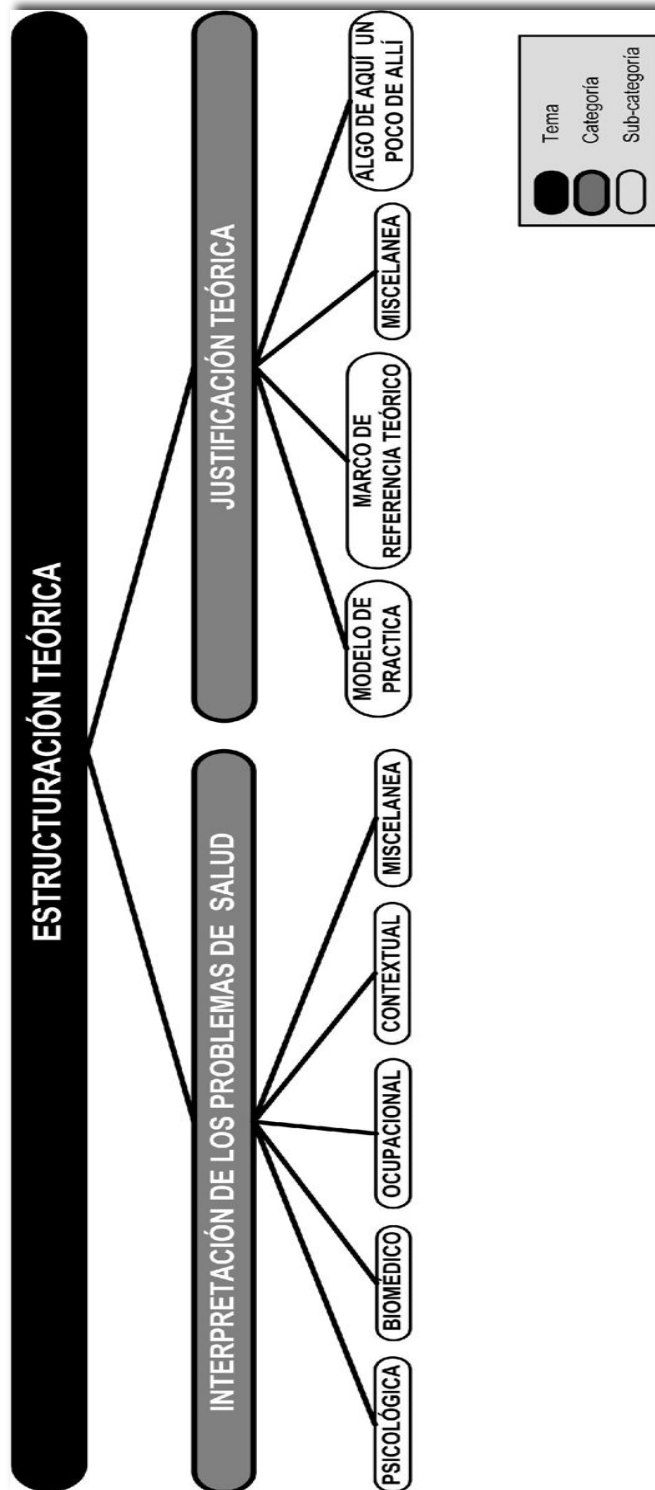 ESTRUCTURACIÓN TEÓRICA
INTERPRETACIÓN DE LOS PROBLEMAS DE SALUD
JUSTIFICACIÓN TEÓRICA
PSICOLÓGICA
BIOMÉDICO
OCUPACIONAL
CONTEXTUAL
MISCELANEA
MODELO DE
PRACTICA
MARCO DE
REFERENCIA TEÓRICO
MISCELANEA
ALGO DE AQUÍ UN
POCO DE ALLÍ
Tema
Categoría
Sub-categoría